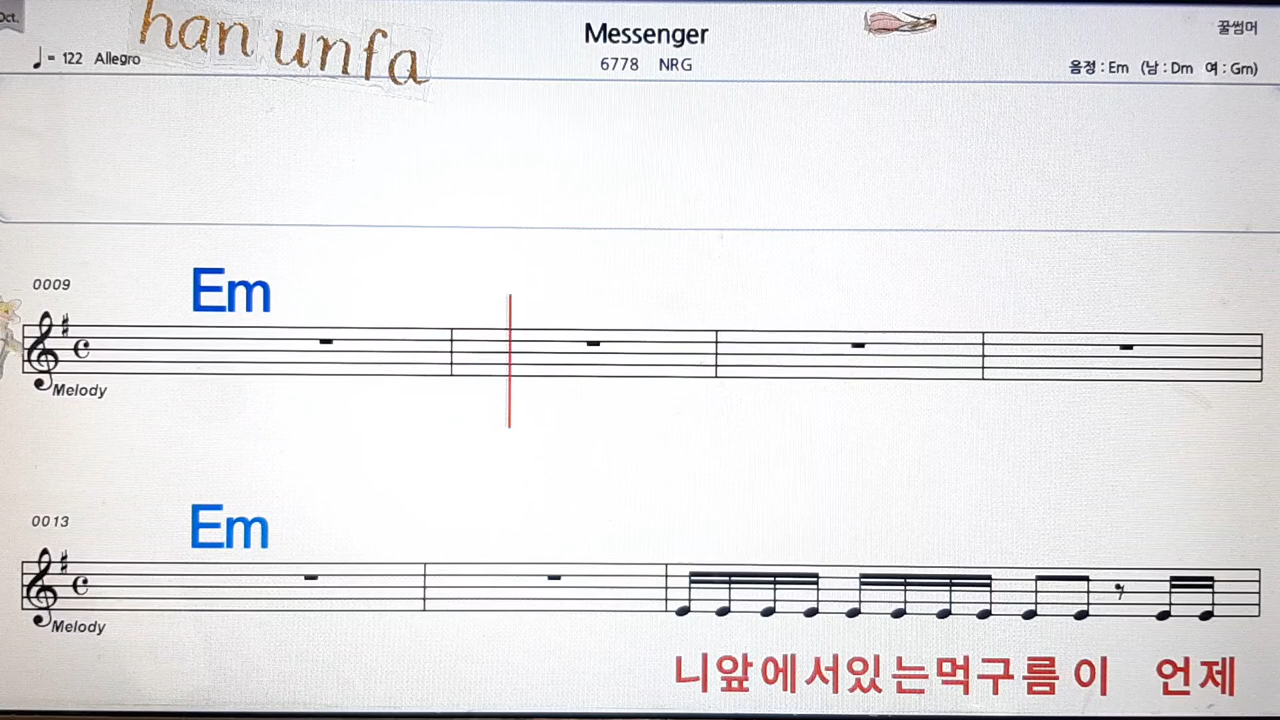 Oct.
han unfa
Messenger
꿀썸머
♩= 122 Allegro
6778 NRG
음정 : Em (남 : Dm 여 : Gm)
0009
Em
Melody
0013
Em
Melody
니앞에서있는먹구름이 언제